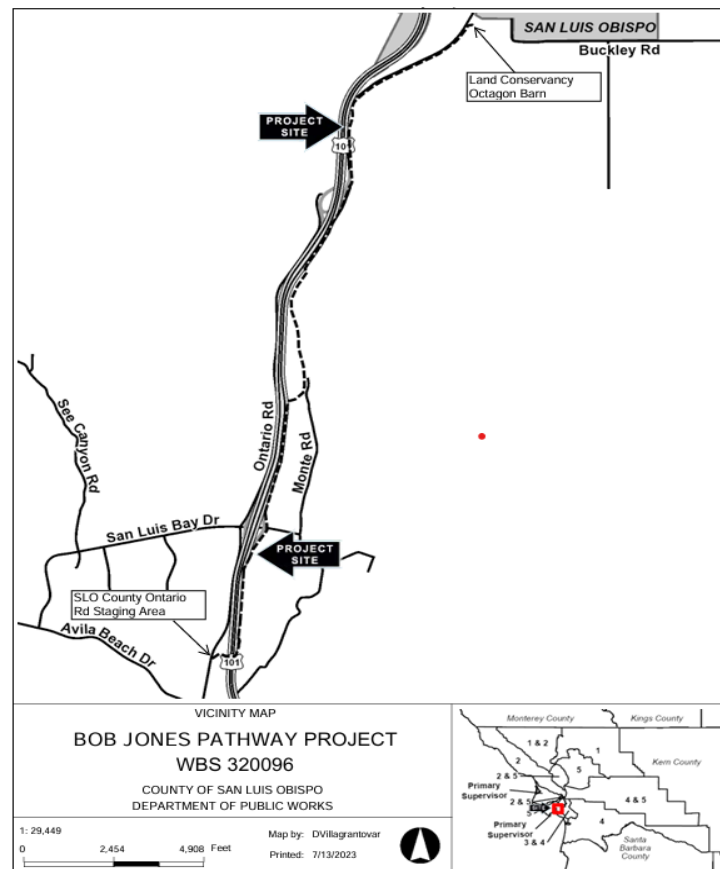 SAN LUIS OBISPO
Buckley Rd
Land Conservancy
Octagon Barn
PROJECT
SITE
10
See Canyon Rd
Ontario Rd
Monte Rd
San Luis Bay Dr
PROJECT
SITE
SLO County Ontario
Rd Staging Area
Avila Beach Dr
101
VICINITY MAP
BOB JONES PATHWAY PROJECT
WBS 320096
COUNTY OF SAN LUIS OBISPO
DEPARTMENT OF PUBLIC WORKS
1: 29,449
0 2,454 4,908 Feet
Map by: DVillagrantovar
Printed: 7/13/2023
Monterey County
Kings County
1 & 2
1
2
5
Kern County
2 & 5
Primary
Supervisor
2 & 5
4 & 5
5
4
Primary
Supervisor
3 & 4
Santa
Barbara
County